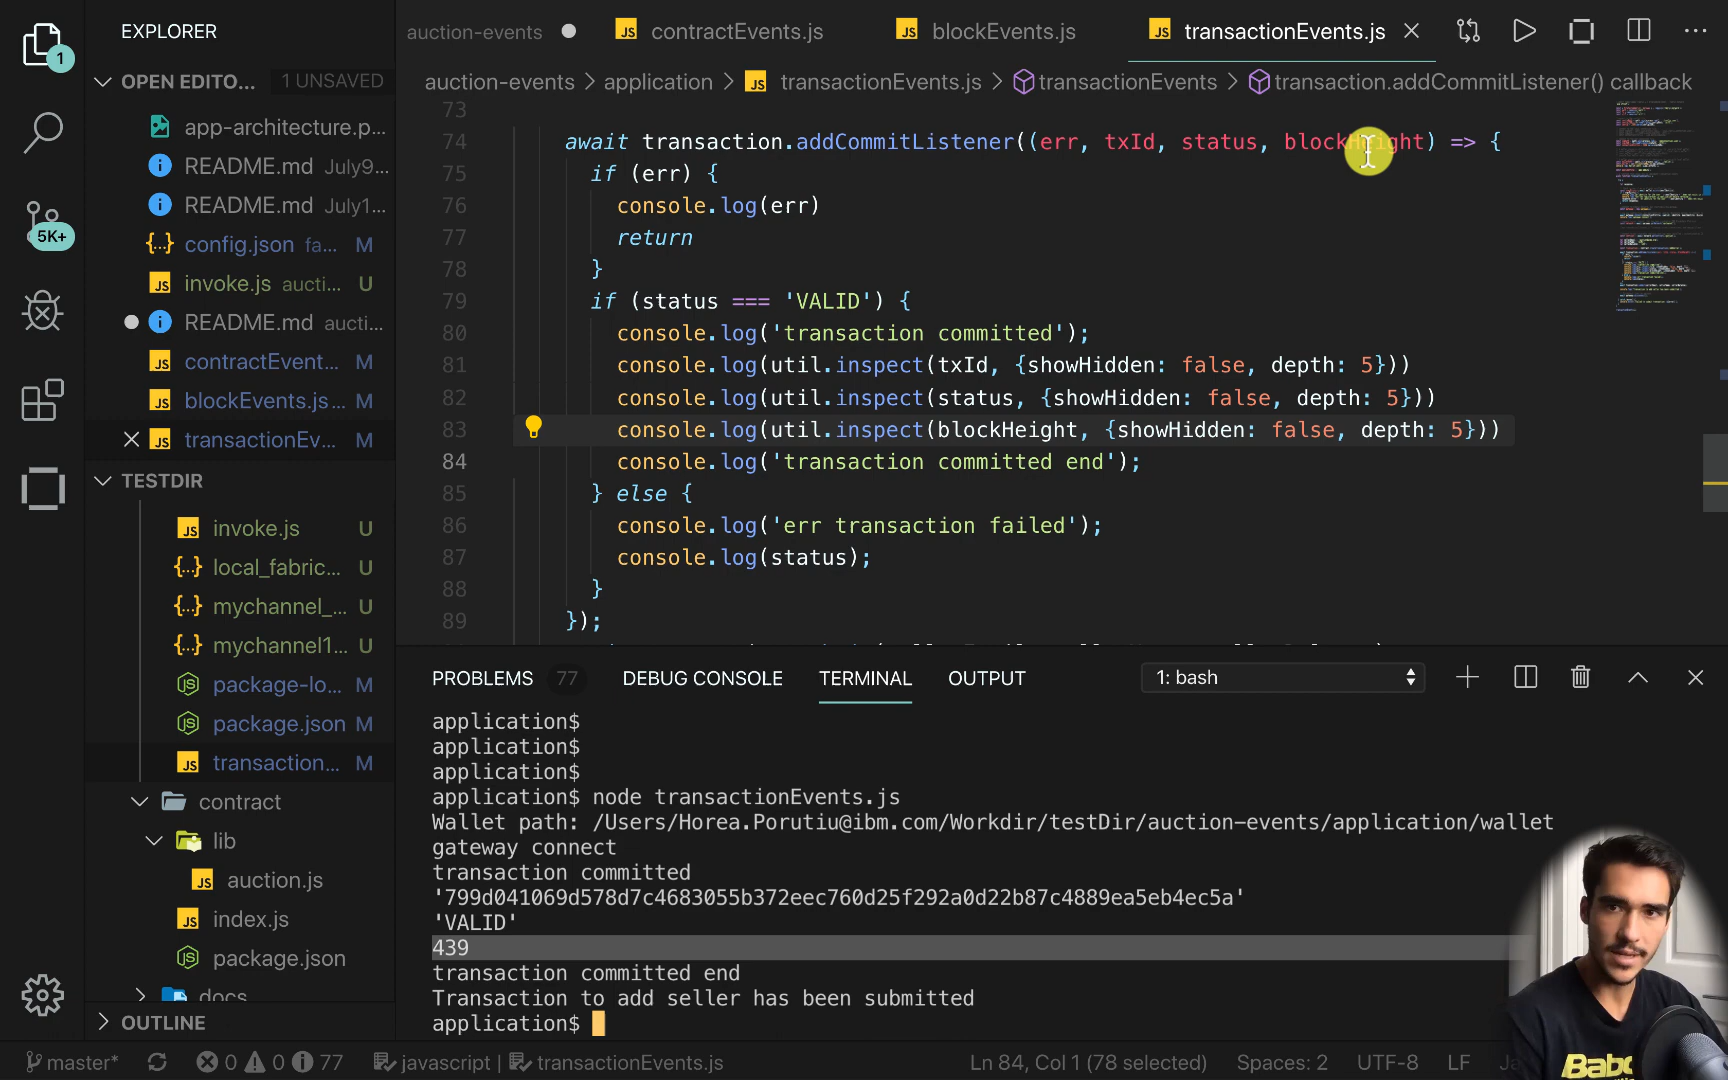 EXPLORER
auction-events
contractEvents.js
blockEvents.js
transactionEvents.js
1
OPEN EDITO...
1 UNSAVED
auction-events > application > JS transactionEvents.js > transactionEvents > transaction.addCommitListener() callback
app-architecture.p...
README.md July9...
README.md July1...
5K+
config.json fa... M
invoke.js aucti... U
README.md aucti...
contractEvent... M
blockEvents.js... M
transactionEv... M
TESTDIR
invoke.js U
local_fabric... U
mychannel_... U
mychannel1... U
package-lo... M
package.json M
transaction... M
contract
lib
auction.js
index.js
package.json
docs
OUTLINE
73
74 await transaction.addCommitListener((err, txId, status, blockHeight) => {
75 if (err) {
76 console.log(err)
77 return
78 }
79 if (status === 'VALID') {
80 console.log('transaction committed');
81 console.log(util.inspect(txId, {showHidden: false, depth: 5}))
82 console.log(util.inspect(status, {showHidden: false, depth: 5}))
83 console.log(util.inspect(blockHeight, {showHidden: false, depth: 5}))
84 console.log('transaction committed end');
85 } else {
86 console.log('err transaction failed');
87 console.log(status);
88 }
89 });
PROBLEMS 77 DEBUG CONSOLE TERMINAL OUTPUT 1: bash
application$
application$
application$
application$ node transactionEvents.js
Wallet path: /Users/Horea.Porutiu@ibm.com/Workdir/testDir/auction-events/application/wallet
gateway connect
transaction committed
'799d041069d578d7c4683055b372eec760d25f292a0d22b87c4889ea5eb4ec5a'
'VALID'
439
transaction committed end
Transaction to add seller has been submitted
application$
master* 0 0 77 javascript | transactionEvents.js Ln 84, Col 1 (78 selected) Spaces: 2 UTF-8 LF